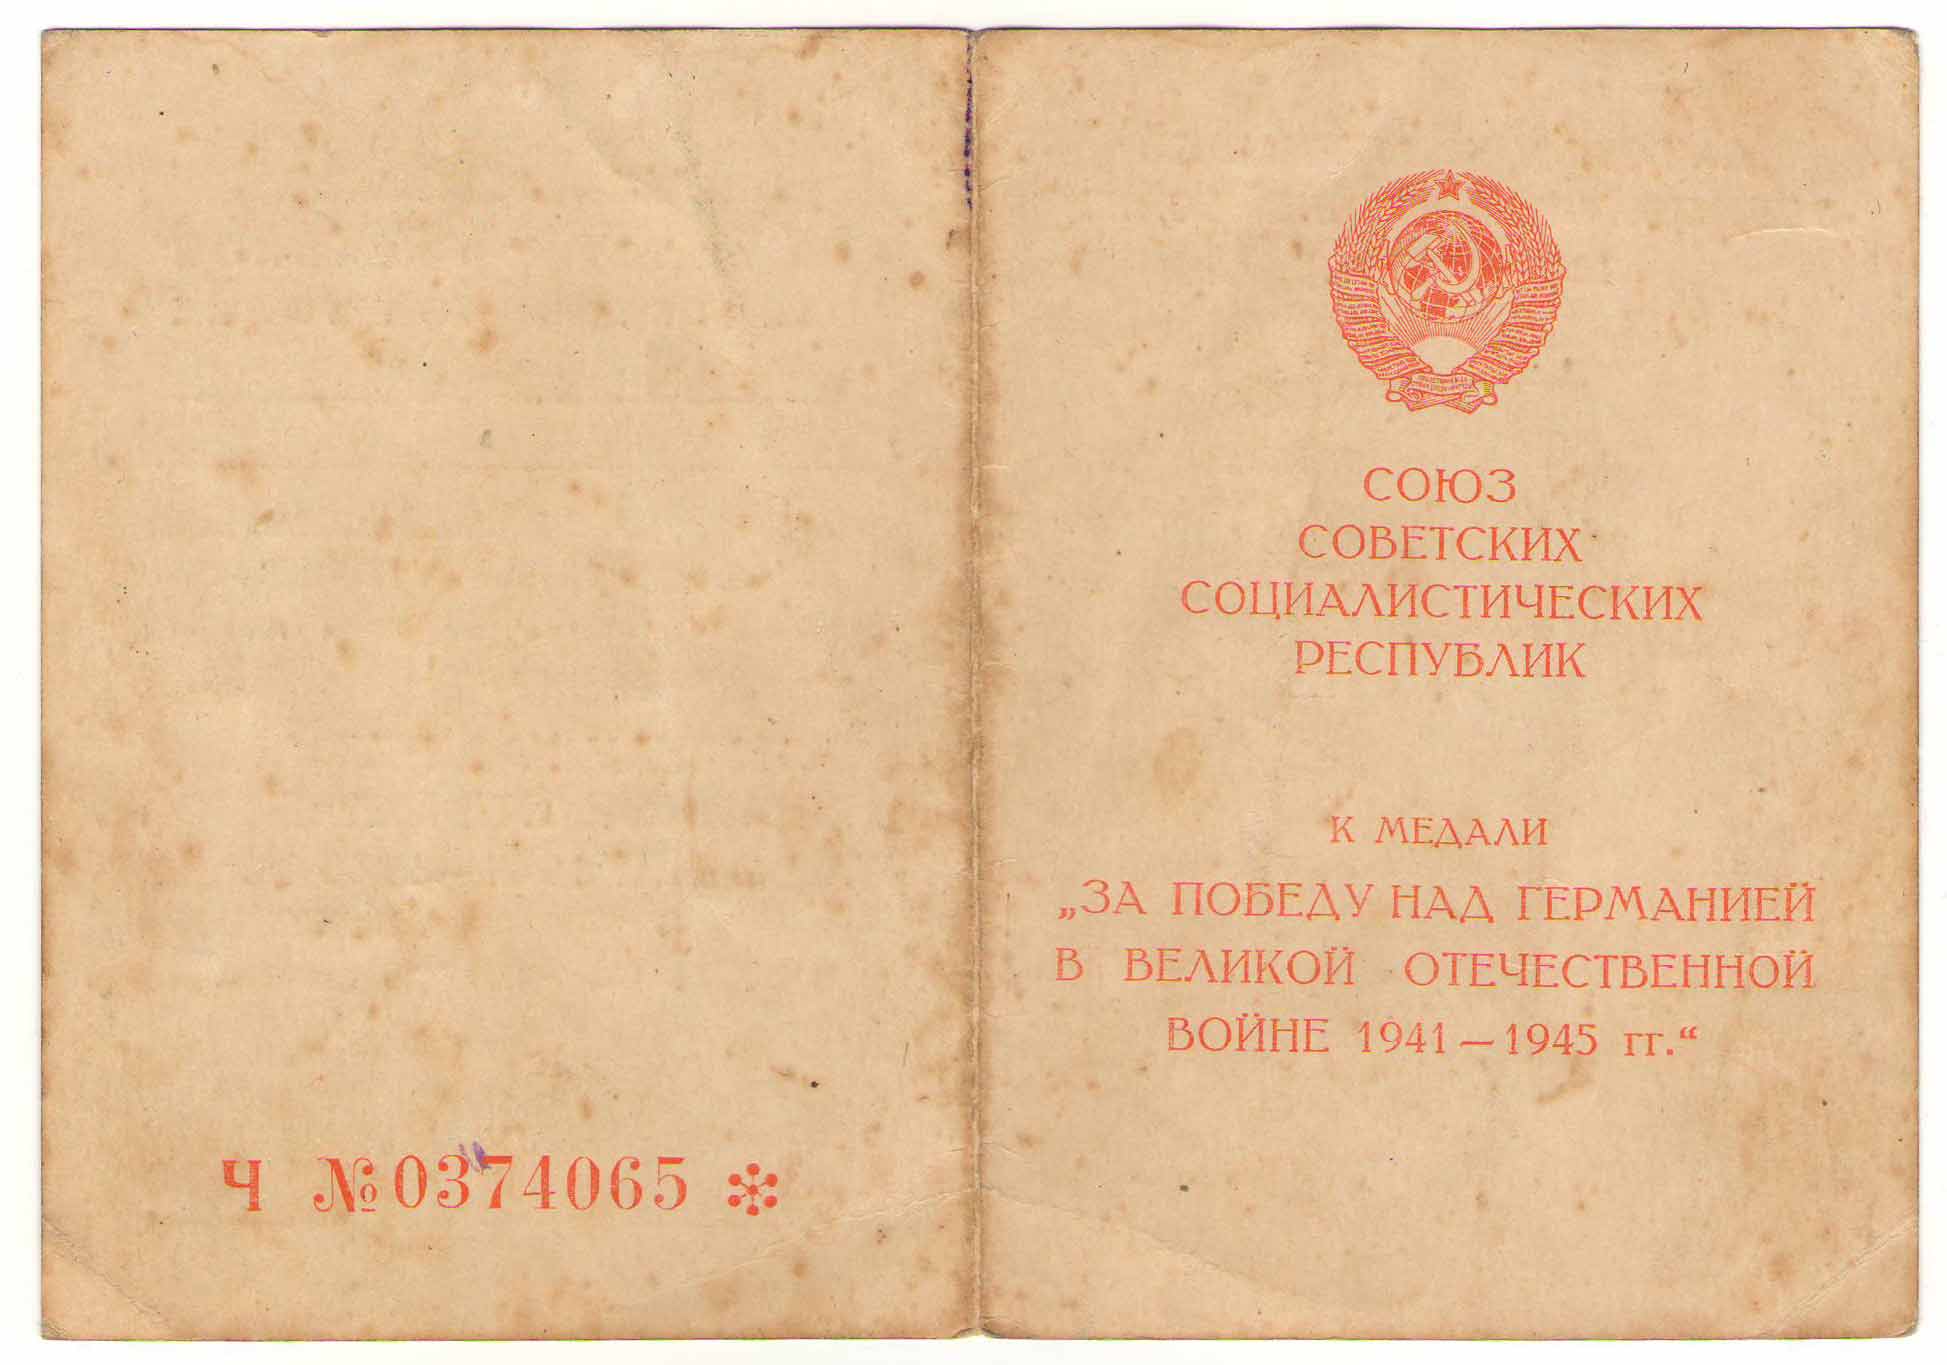 Ч №0374065
СОЮЗ
СОВЕТСКИХ
СОЦИАЛИСТИЧЕСКИХ
РЕСПУБЛИК
К МЕДАЛИ
„ЗА ПОБЕДУ НАД ГЕРМАНИЕЙ
В ВЕЛИКОЙ ОТЕЧЕСТВЕННОЙ
ВОЙНЕ 1941—1945 гг.“